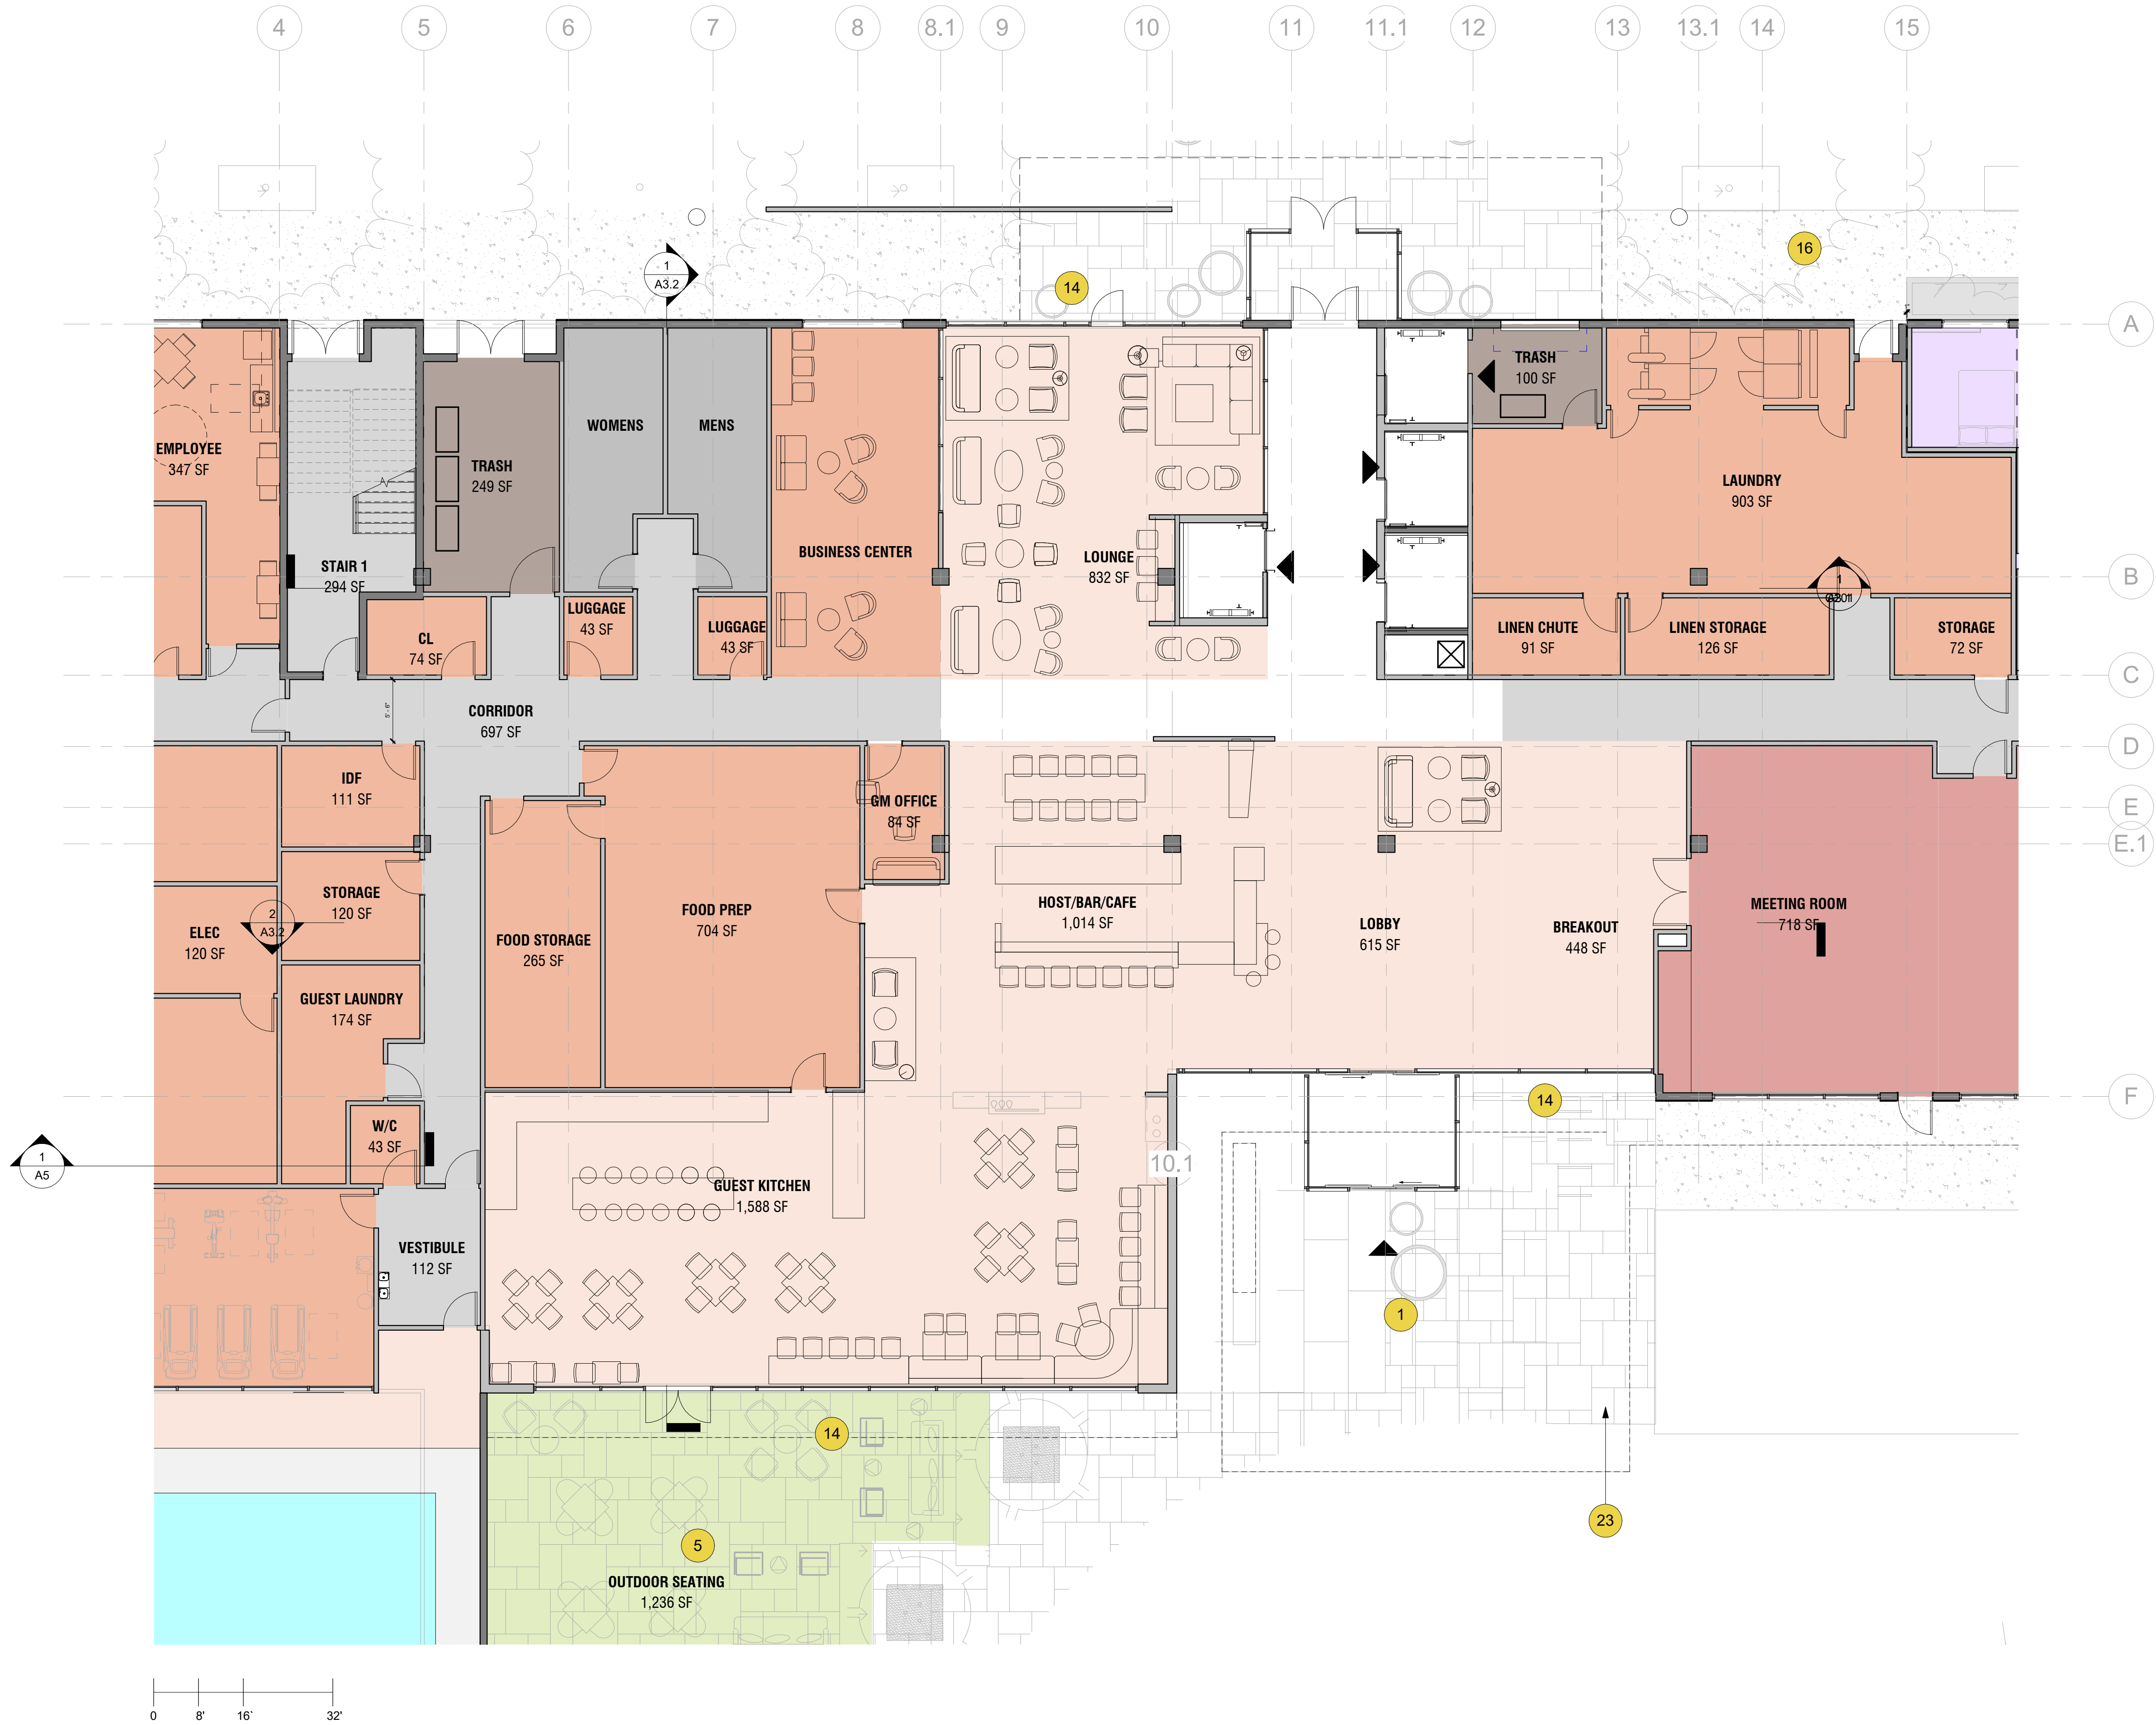 4
5
6
7
8
8.1
9
10
11
11.1
12
13
13.1
14
15
16
1
A3.2
14
A
TRASH
100 SF
WOMENS
MENS
EMPLOYEE
347 SF
TRASH
249 SF
LAUNDRY
903 SF
BUSINESS CENTER
LOUNGE
832 SF
STAIR 1
294 SF
B
1
LUGGAGE
43 SF
CL
74 SF
LUGGAGE
43 SF
LINEN CHUTE
91 SF
LINEN STORAGE
126 SF
STORAGE
72 SF
C
5' - 6"
CORRIDOR
697 SF
D
IDF
111 SF
GM OFFICE
84 SF
E
E.1
STORAGE
120 SF
2
A3.2
ELEC
120 SF
FOOD STORAGE
265 SF
FOOD PREP
704 SF
HOST/BAR/CAFE
1,014 SF
LOBBY
615 SF
BREAKOUT
448 SF
MEETING ROOM
718 SF
GUEST LAUNDRY
174 SF
14
F
W/C
43 SF
1
A5
10.1
GUEST KITCHEN
1,588 SF
VESTIBULE
112 SF
1
14
23
5
OUTDOOR SEATING
1,236 SF
0
8'
16`
32'